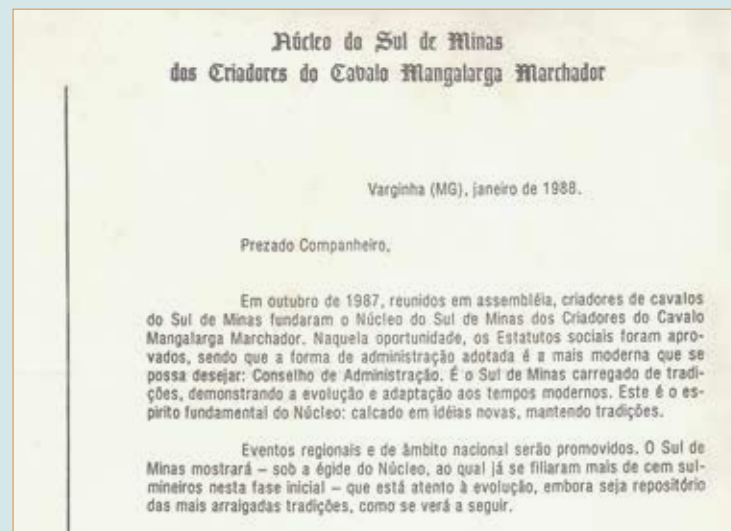 Núcleo do Sul de Minas
dos Criadores do Cavalo Mangalarga Marchador
Varginha (MG), janeiro de 1988.
Prezado Companheiro,
Em outubro de 1987, reunidos em assembléia, criadores de cavalos
do Sul de Minas fundaram o Núcleo do Sul de Minas dos Criadores do Cavalo
Mangalarga Marchador. Naquela oportunidade, os Estatutos sociais foram apro-
vados, sendo que a forma de administração adotada é a mais moderna que se
possa desejar: Conselho de Administração. É o Sul de Minas carregado de tradi-
ções, demonstrando a evolução e adaptação aos tempos modernos. Este é o es-
pírito fundamental do Núcleo: calcado em idéias novas, mantendo tradições.
Eventos regionais e de âmbito nacional serão promovidos. O Sul de
Minas mostrará – sob a égide do Núcleo, ao qual já se filiaram mais de cem sul-
mineiros nesta fase inicial – que está atento à evolução, embora seja repositório
das mais arraigadas tradições, como se verá a seguir.